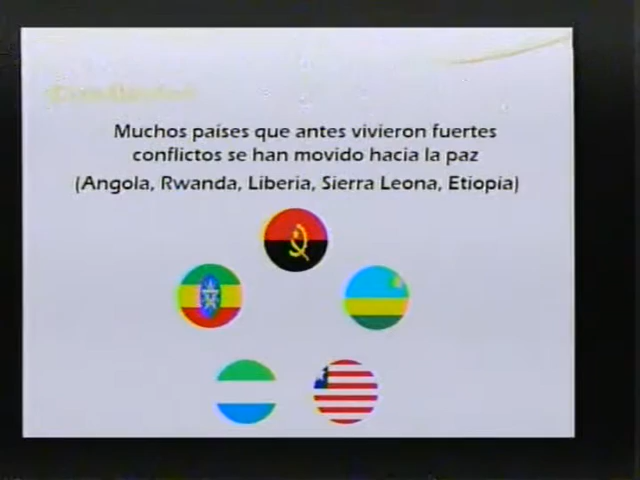 Muchos países que antes vivieron fuertes
conflictos se han movido hacia la paz
(Angola, Rwanda, Liberia, Sierra Leona, Etiopía)